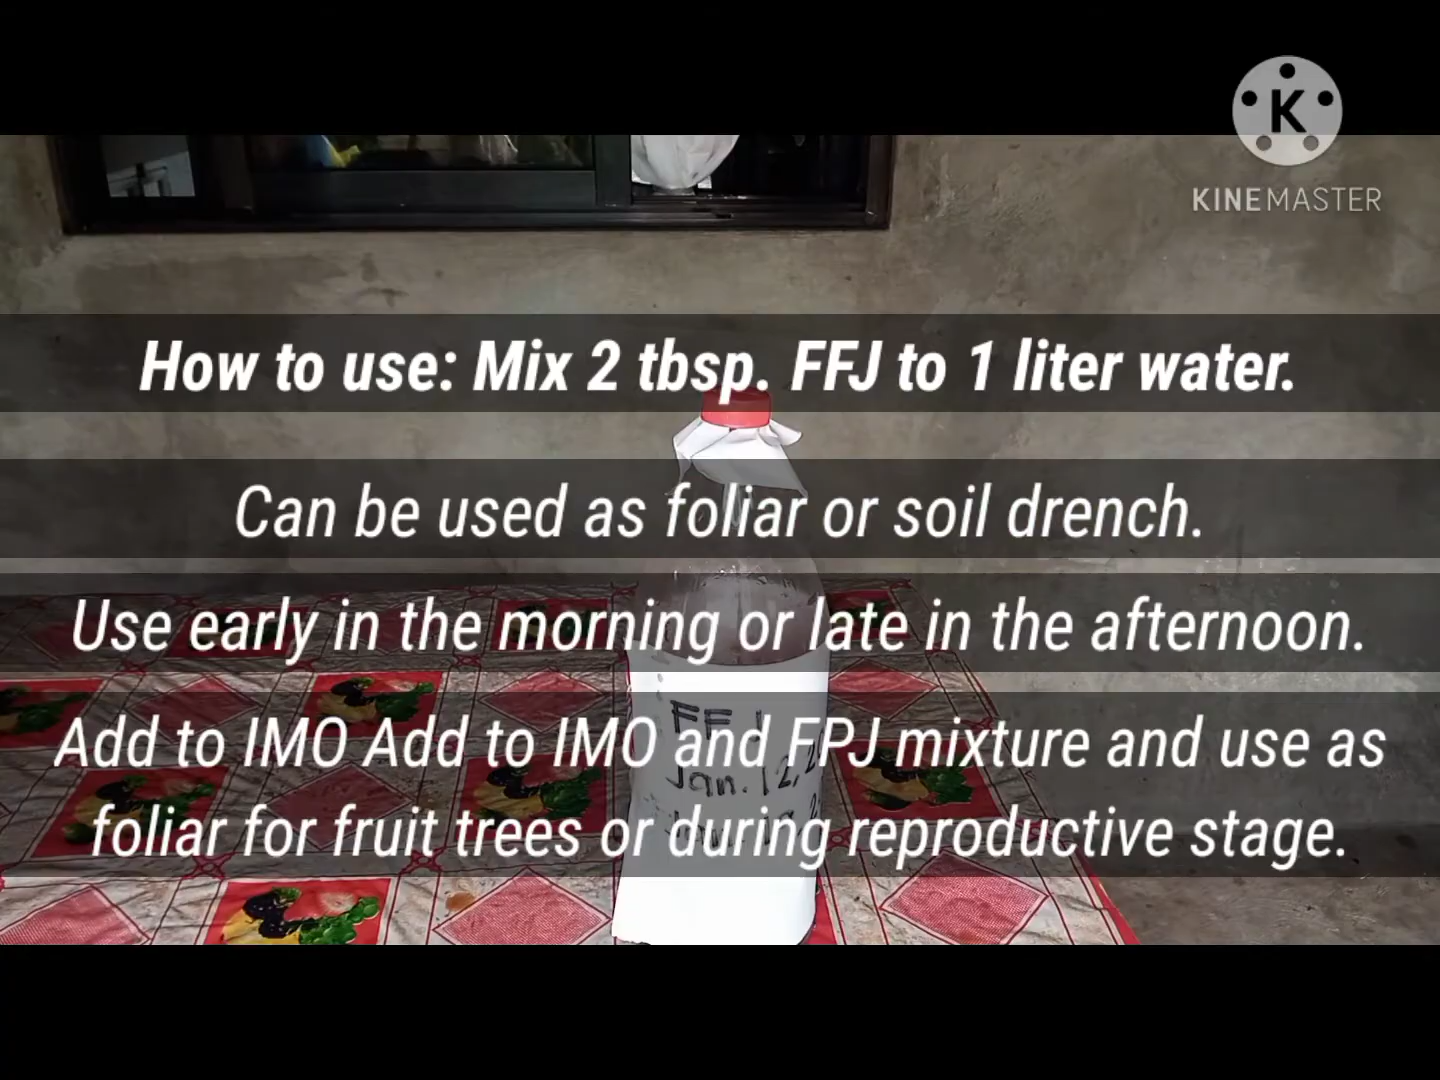 KINEMASTER
How to use: Mix 2 tbsp. FFJ to 1 liter water.
Can be used as foliar or soil drench.
Use early in the morning or late in the afternoon.
Add to IMO Add to IMO and FPJ mixture and use as
foliar for fruit trees or during reproductive stage.
Jan. 12,